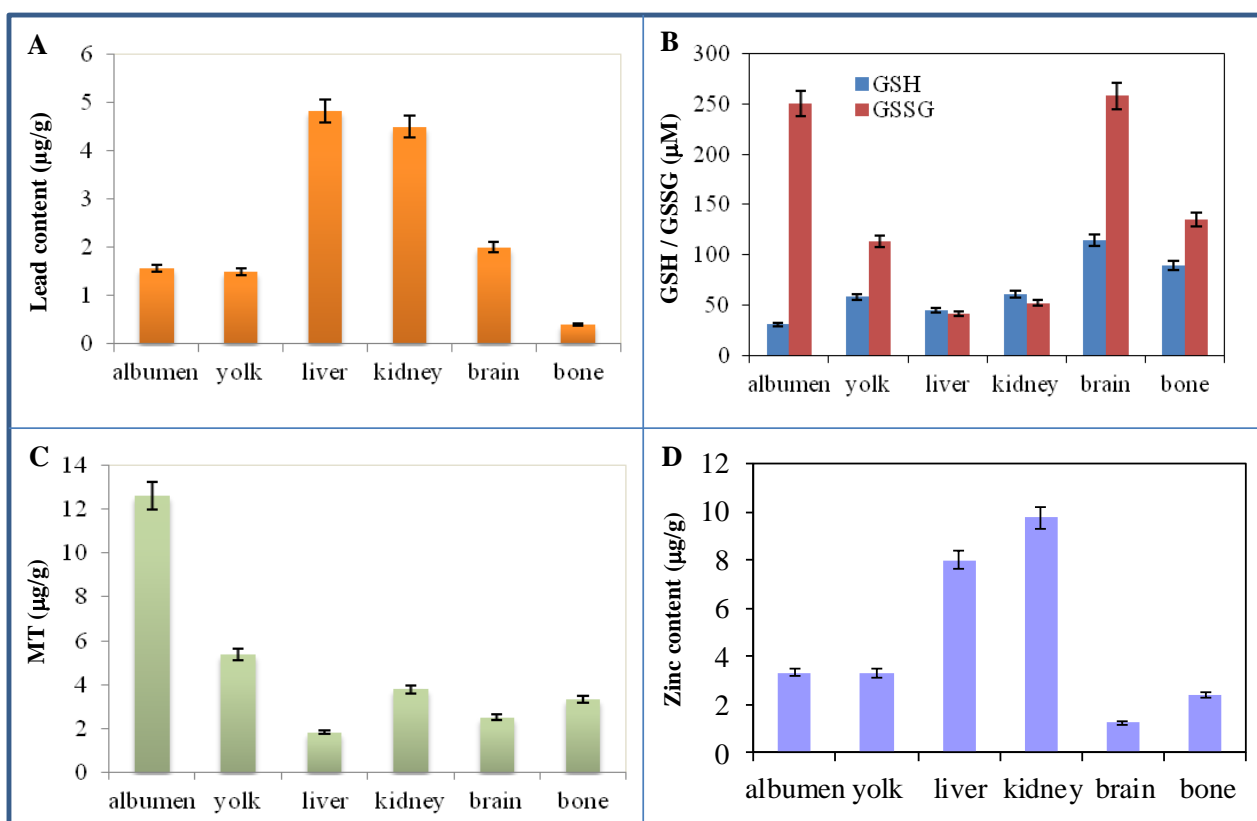 A
Lead content (µg/g)
6
5
4
3
2
1
0
albumen yolk liver kidney brain bone
B
GSH / GSSG (µM)
300
250
200
150
100
50
0
GSH
GSSG
albumen yolk liver kidney brain bone
C
MT (µg/g)
14
12
10
8
6
4
2
0
albumen yolk liver kidney brain bone
D
Zinc content (µg/g)
12
10
8
6
4
2
0
albumen yolk liver kidney brain bone